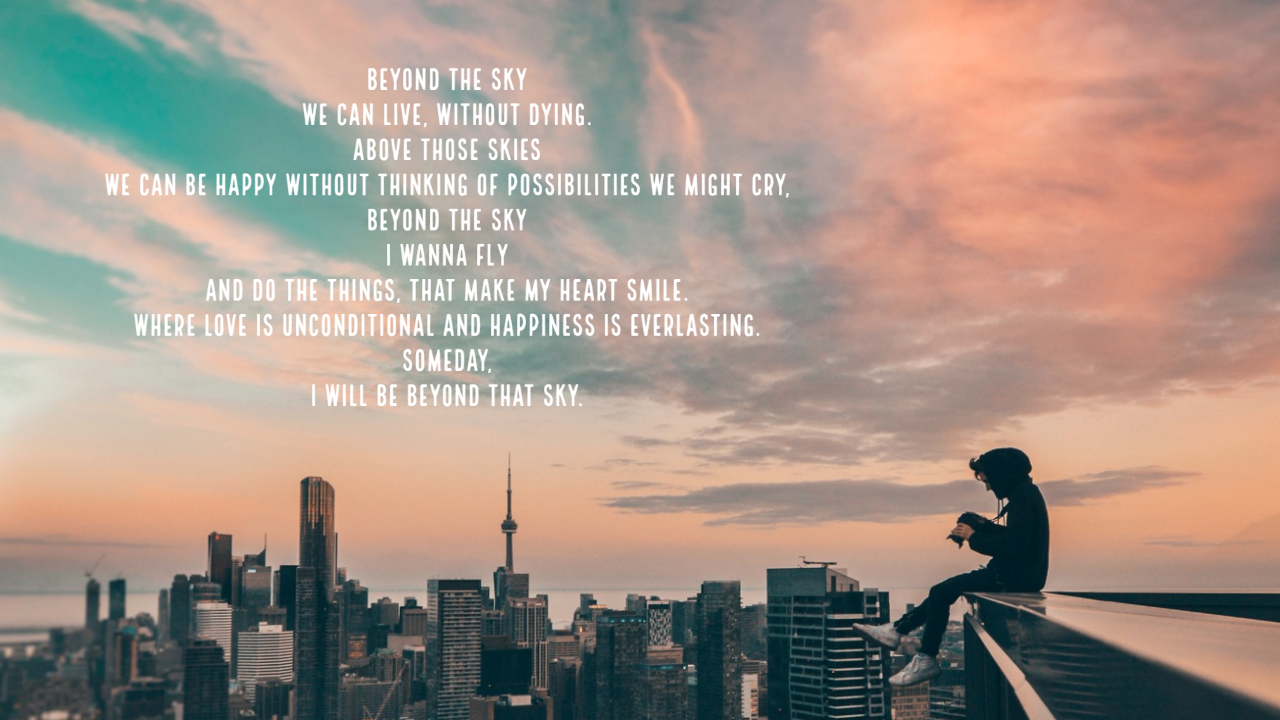 BEYOND THE SKY
WE CAN LIVE, WITHOUT DYING.
ABOVE THOSE SKIES
WE CAN BE HAPPY WITHOUT THINKING OF POSSIBILITIES WE MIGHT CRY,
BEYOND THE SKY
I WANNA FLY
AND DO THE THINGS, THAT MAKE MY HEART SMILE.
WHERE LOVE IS UNCONDITIONAL AND HAPPINESS IS EVERLASTING.
SOMEDAY,
I WILL BE BEYOND THAT SKY.